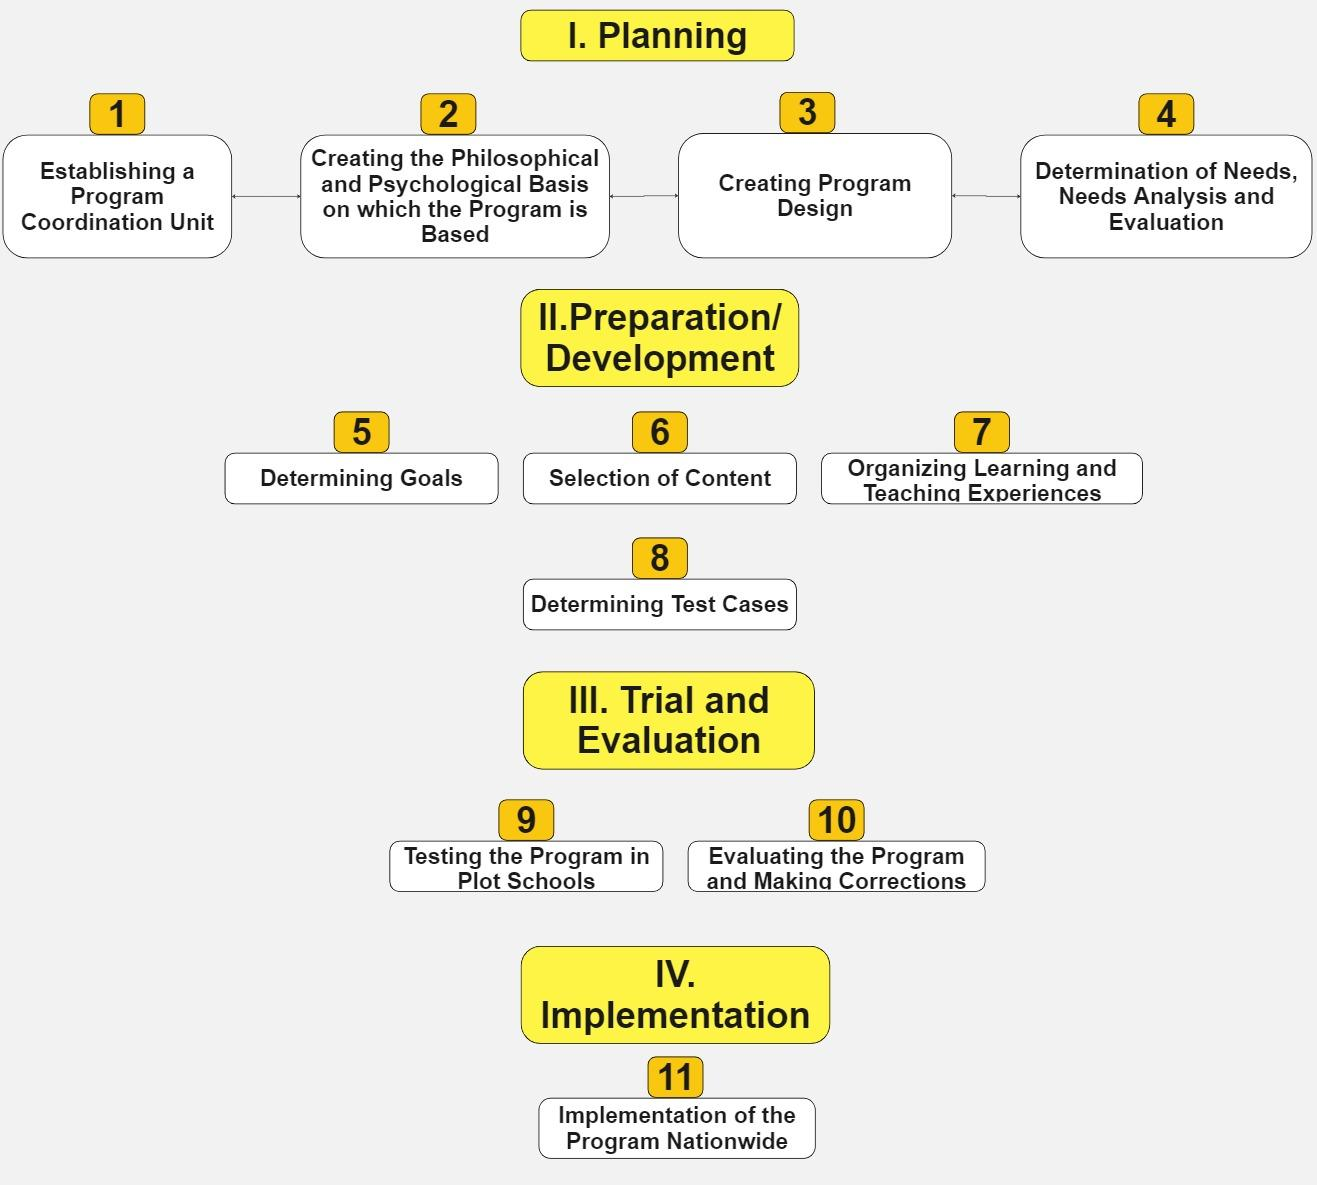 I. Planning
1
2
3
4
Establishing a
Program
Coordination Unit
Creating the Philosophical
and Psychological Basis
on which the Program is
Based
Creating Program
Design
Determination of Needs,
Needs Analysis and
Evaluation
II.Preparation/
Development
5
6
7
Determining Goals
Selection of Content
Organizing Learning and
Teaching Experiences
8
Determining Test Cases
III. Trial and
Evaluation
9
10
Testing the Program in
Plot Schools
Evaluating the Program
and Making Corrections
IV.
Implementation
11
Implementation of the
Program Nationwide